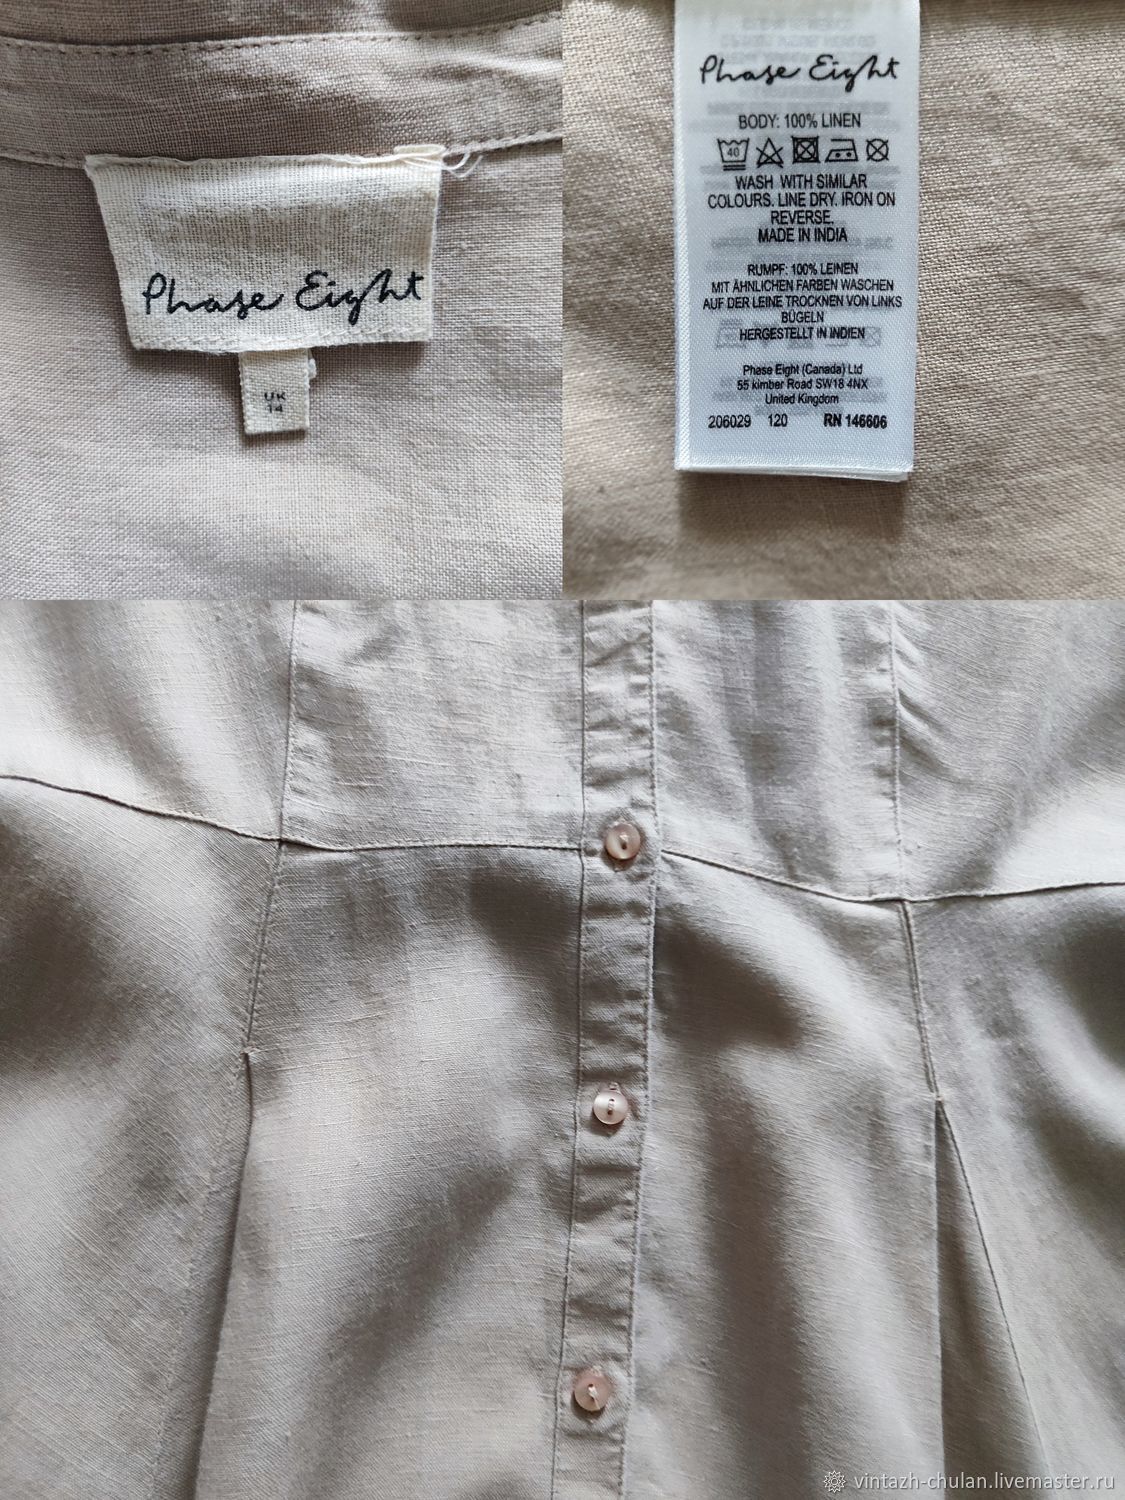 Phase Eight
UK
14
Phase Eight
BODY: 100% LINEN
40
WASH WITH SIMILAR
COLOURS. LINE DRY. IRON ON
REVERSE.
MADE IN INDIA
RUMPF: 100% LEINEN
MIT ÄHNLICHEN FARBEN WASCHEN
AUF DER LEINE TROCKNEN VON LINKS
BÜGELN
HERGESTELLT IN INDIEN
Phase Eight (Canada) Ltd
55 kimber Road SW18 4NX
United Kingdom
206029 120 RN 146606
vintazh-chulan.livemaster.ru